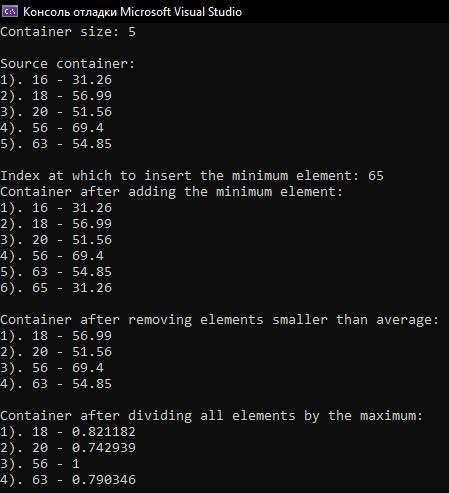 Консоль отладки Microsoft Visual Studio
Container size: 5
Source container:
1). 16 - 31.26
2). 18 - 56.99
3). 20 - 51.56
4). 56 - 69.4
5). 63 - 54.85
Index at which to insert the minimum element: 65
Container after adding the minimum element:
1). 16 - 31.26
2). 18 - 56.99
3). 20 - 51.56
4). 56 - 69.4
5). 63 - 54.85
6). 65 - 31.26
Container after removing elements smaller than average:
1). 18 - 56.99
2). 20 - 51.56
3). 56 - 69.4
4). 63 - 54.85
Container after dividing all elements by the maximum:
1). 18 - 0.821182
2). 20 - 0.742939
3). 56 - 1
4). 63 - 0.790346